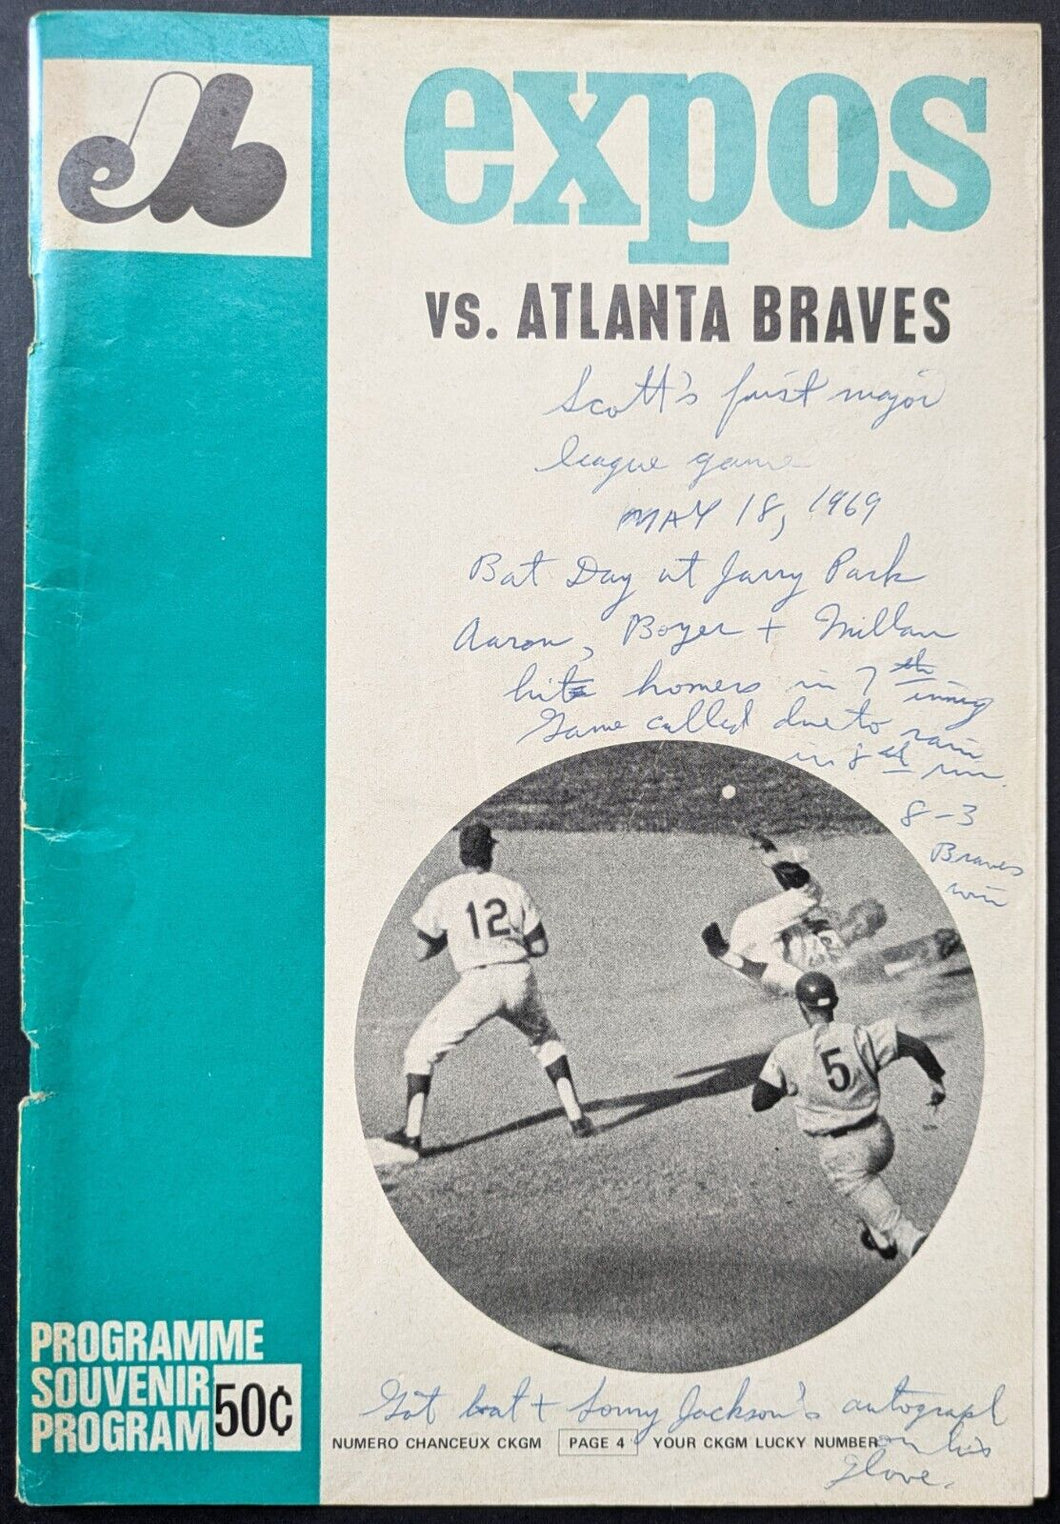 elb
expos
vs. ATLANTA BRAVES
Scott's first major
league game
MAY 18, 1969
Bat Day at Jarry Park
Aaron, Boyer + Millan
hit homers in 7th
inning
Game called due to rain
in 8th
8-3
Braves
win
12
5
PROGRAMME
SOUVENIR
PROGRAM 50¢
Got bat + Sonny Jackson's autograph
on his
glove.
NUMERO CHANCEUX CKGM PAGE 4 YOUR CKGM LUCKY NUMBER